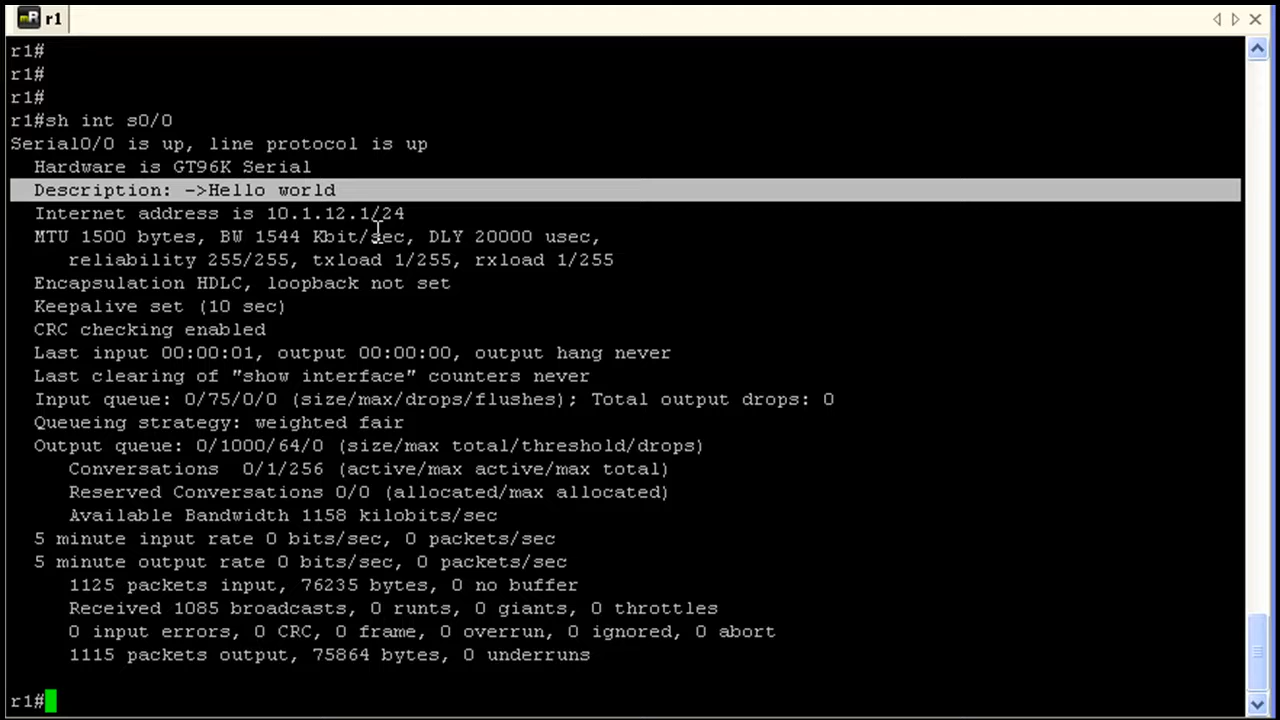 mR r1
r1#
r1#
r1#
r1#sh int s0/0
Serial0/0 is up, line protocol is up
Hardware is GT96K Serial
Description: ->Hello world
Internet address is 10.1.12.1/24
MTU 1500 bytes, BW 1544 Kbit/sec, DLY 20000 usec,
reliability 255/255, txload 1/255, rxload 1/255
Encapsulation HDLC, loopback not set
Keepalive set (10 sec)
CRC checking enabled
Last input 00:00:01, output 00:00:00, output hang never
Last clearing of "show interface" counters never
Input queue: 0/75/0/0 (size/max/drops/flushes); Total output drops: 0
Queueing strategy: weighted fair
Output queue: 0/1000/64/0 (size/max total/threshold/drops)
Conversations 0/1/256 (active/max active/max total)
Reserved Conversations 0/0 (allocated/max allocated)
Available Bandwidth 1158 kilobits/sec
5 minute input rate 0 bits/sec, 0 packets/sec
5 minute output rate 0 bits/sec, 0 packets/sec
1125 packets input, 76235 bytes, 0 no buffer
Received 1085 broadcasts, 0 runts, 0 giants, 0 throttles
0 input errors, 0 CRC, 0 frame, 0 overrun, 0 ignored, 0 abort
1115 packets output, 75864 bytes, 0 underruns
r1#